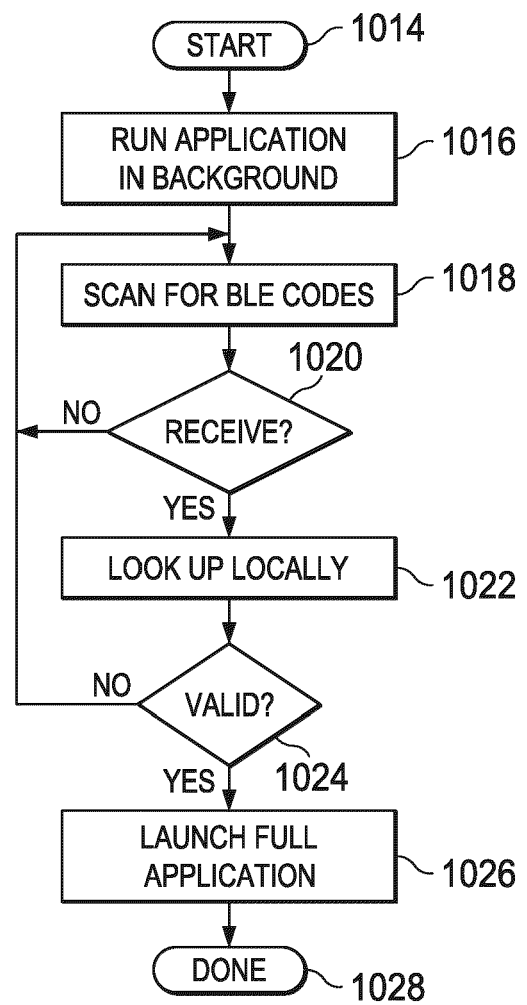 START
1014
RUN APPLICATION
IN BACKGROUND
1016
SCAN FOR BLE CODES
1018
1020
RECEIVE?
NO
YES
LOOK UP LOCALLY
1022
NO
VALID?
1024
YES
LAUNCH FULL
APPLICATION
1026
DONE
1028